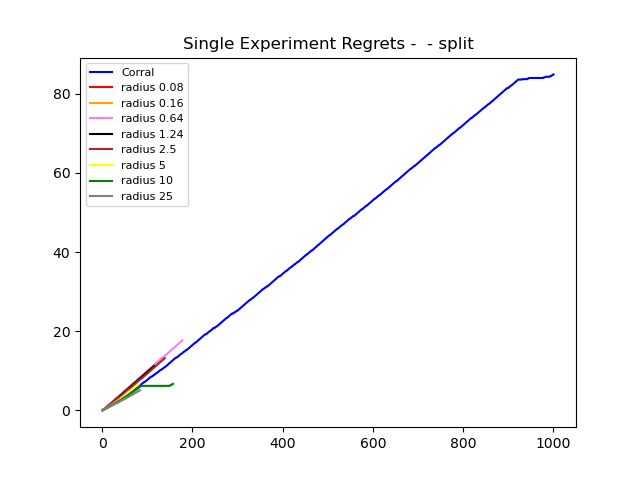 Single Experiment Regrets -  - split
Corral
radius 0.08
radius 0.16
radius 0.64
radius 1.24
radius 2.5
radius 5
radius 10
radius 25
80
60
40
20
0
0 200 400 600 800 1000